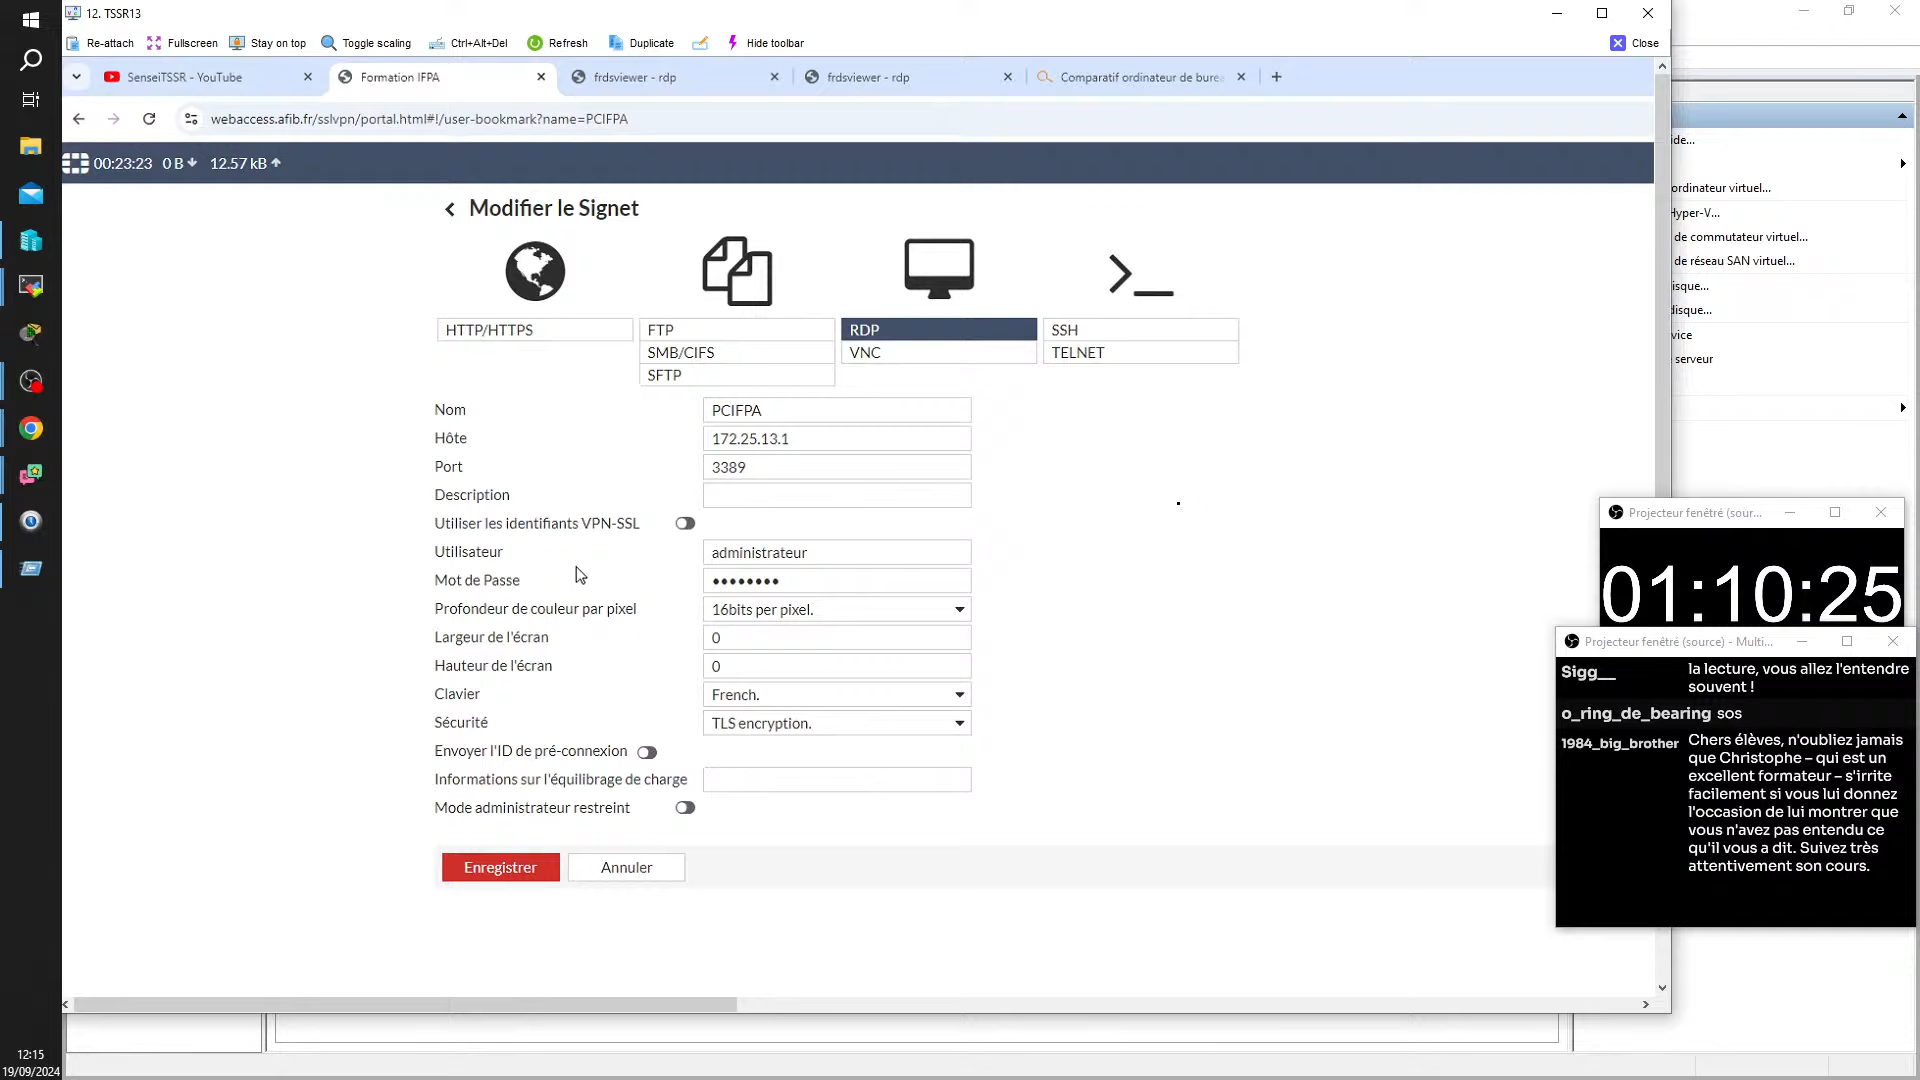 12. TSSR13
Re-attach
Fullscreen
Stay on top
Toggle scaling
Ctrl+Alt+Del
Refresh
Duplicate
Hide toolbar
Close
SenseiTSSR - YouTube
Formation IFPA
frdsviewer - rdp
frdsviewer - rdp
Comparatif ordinateur de burea
webaccess.afib.fr/sslvpn/portal.html#!/user-bookmark?name=PCIFPA
00:23:23 0 B 12.57 kB
Modifier le Signet
HTTP/HTTPS
FTP
SMB/CIFS
SFTP
RDP
VNC
SSH
TELNET
Nom PCIFPA
Hôte 172.25.13.1
Port 3389
Description
Utiliser les identifiants VPN-SSL
Utilisateur administrateur
Mot de Passe ••••••••
Profondeur de couleur par pixel 16bits per pixel.
Largeur de l'écran 0
Hauteur de l'écran 0
Clavier French.
Sécurité TLS encryption.
Envoyer l'ID de pré-connexion
Informations sur l'équilibrage de charge
Mode administrateur restreint
Enregistrer
Annuler
ide...
ordinateur virtuel...
Hyper-V...
de commutateur virtuel...
de réseau SAN virtuel...
isque...
disque...
vice
serveur
Projecteur fenêtré (sour...
01:10:25
Projecteur fenêtré (source) - Multi...
Sigg__ la lecture, vous allez l'entendre
souvent !
o_ring_de_bearing sos
1984_big_brother Chers élèves, n'oubliez jamais
que Christophe – qui est un
excellent formateur – s'irrite
facilement si vous lui donnez
l'occasion de lui montrer que
vous n'avez pas entendu ce
qu'il vous a dit. Suivez très
attentivement son cours.
12:15
19/09/2024